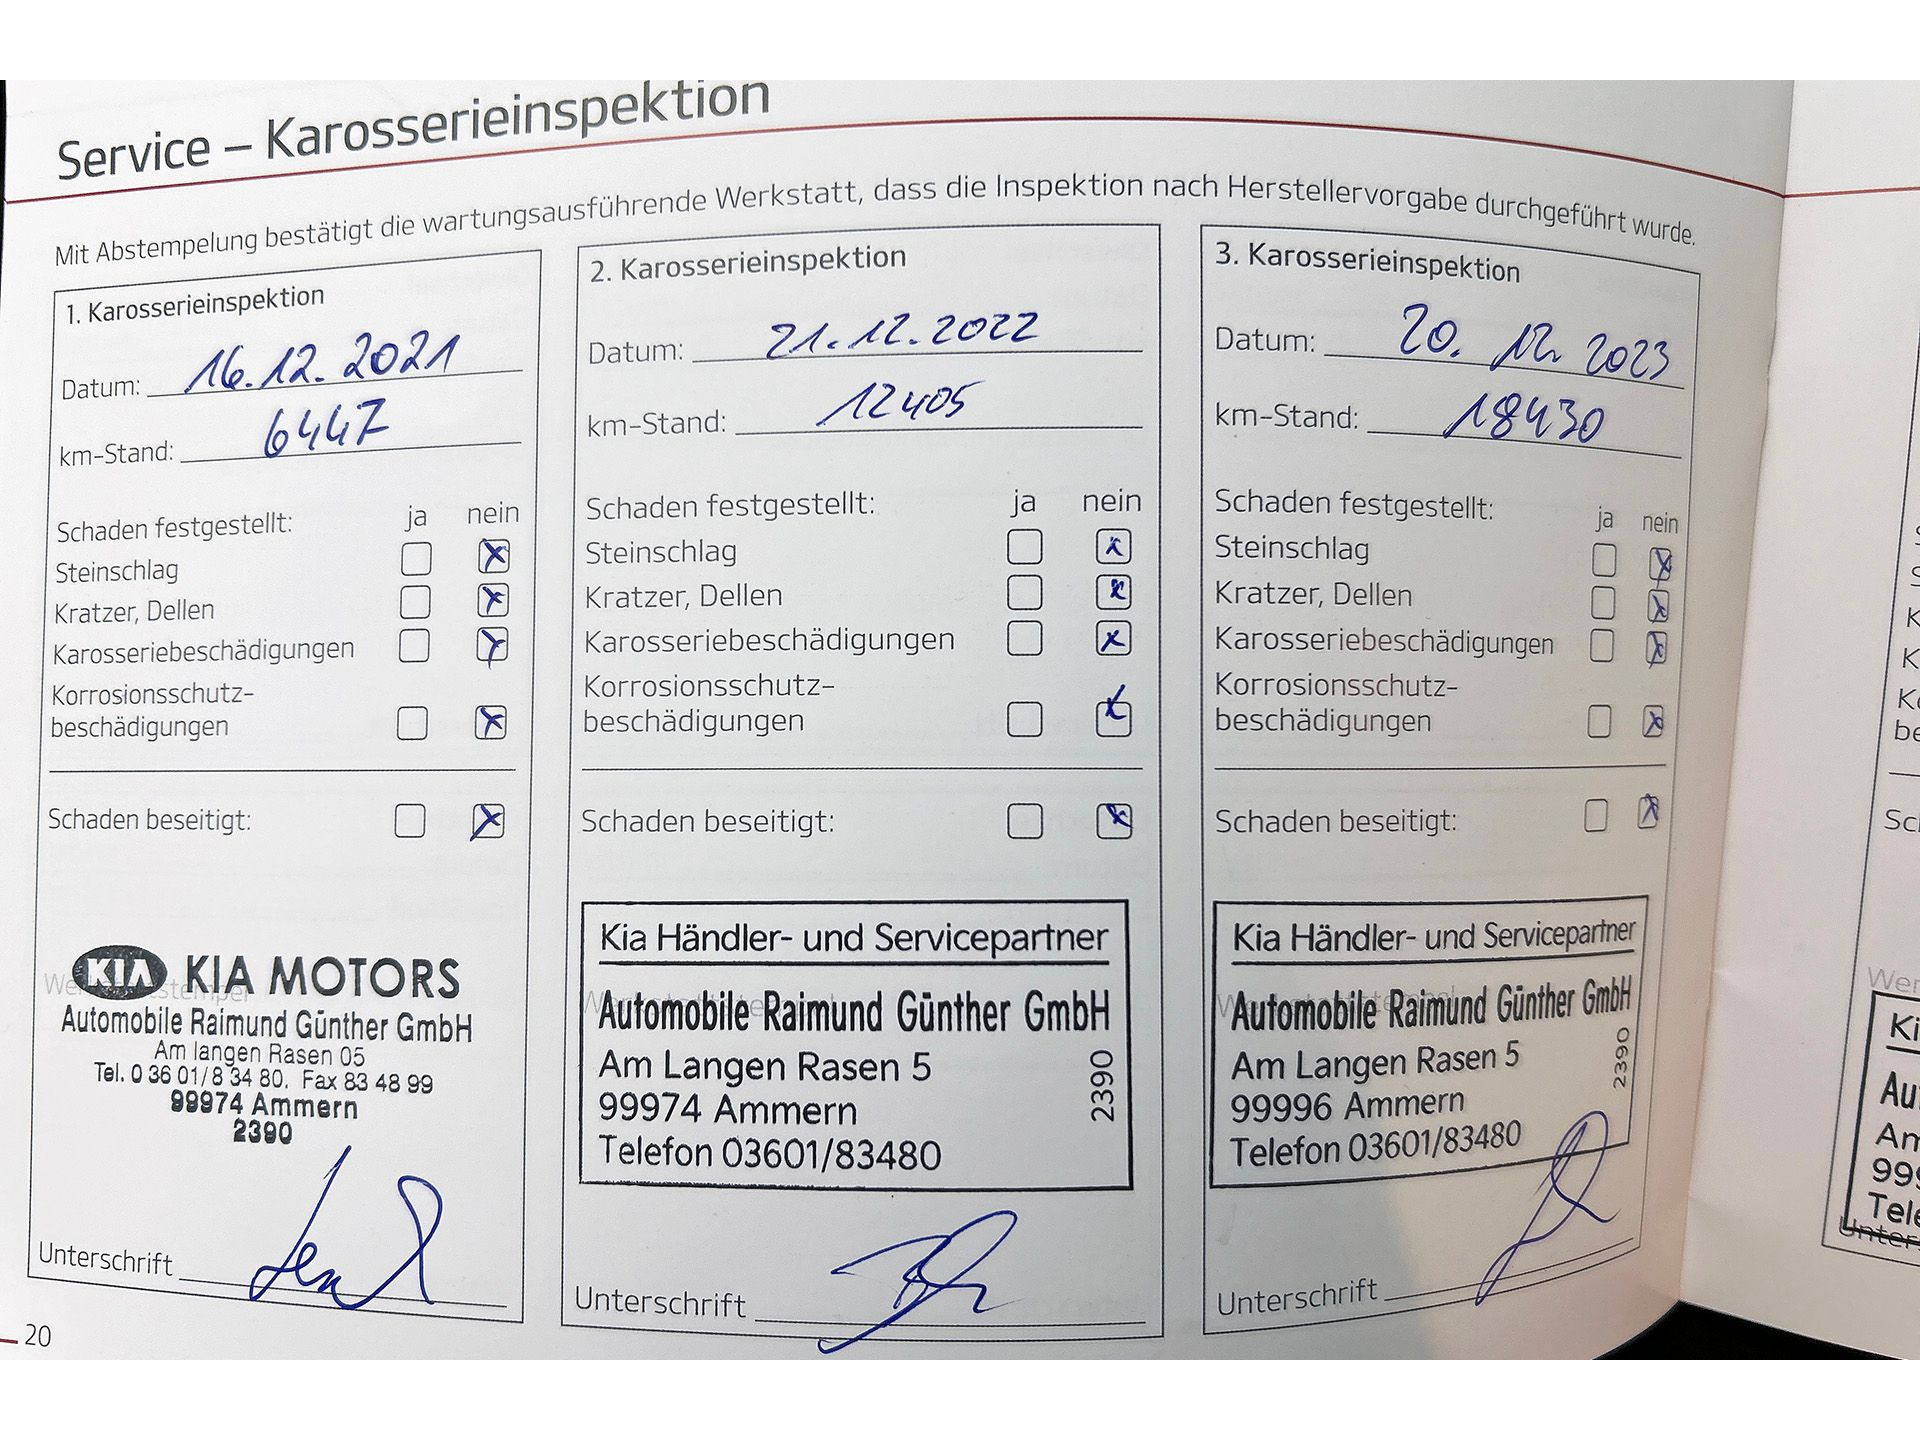 Service – Karosserieinspektion
Mit Abstempelung bestätigt die wartungsausführende Werkstatt, dass die Inspektion nach Herstellervorgabe durchgeführt wurde.
1. Karosserieinspektion
Datum: 16.12.2021
km-Stand: 6447
Schaden festgestellt: ja nein
Steinschlag
Kratzer, Dellen
Karosseriebeschädigungen
Korrosionsschutz-
beschädigungen
Schaden beseitigt:
KIA KIA MOTORS
Automobile Raimund Günther GmbH
Am langen Rasen 05
Tel. 0 36 01/8 34 80. Fax 83 48 99
99974 Ammern
2390
Unterschrift
2. Karosserieinspektion
Datum: 21.12.2022
km-Stand: 12405
Schaden festgestellt: ja nein
Steinschlag
Kratzer, Dellen
Karosseriebeschädigungen
Korrosionsschutz-
beschädigungen
Schaden beseitigt:
Kia Händler- und Servicepartner
Werkstattstempel
Automobile Raimund Günther GmbH
Am Langen Rasen 5
99974 Ammern
Telefon 03601/83480
2390
Unterschrift
3. Karosserieinspektion
Datum: 20. 12. 2023
km-Stand: 18430
Schaden festgestellt: ja nein
Steinschlag
Kratzer, Dellen
Karosseriebeschädigungen
Korrosionsschutz-
beschädigungen
Schaden beseitigt:
Kia Händler- und Servicepartner
Werkstattstempel
Automobile Raimund Günther GmbH
Am Langen Rasen 5
99996 Ammern
Telefon 03601/83480
2390
Unterschrift
20